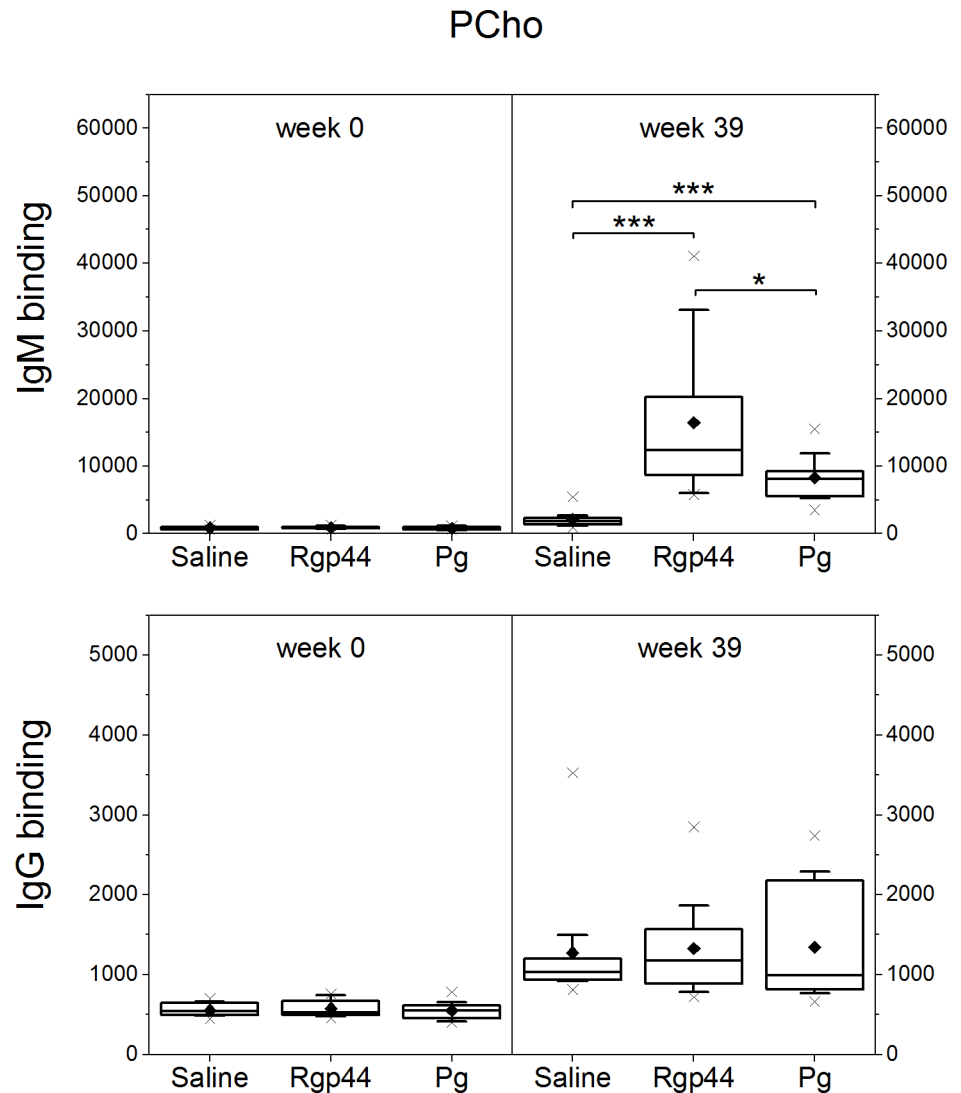 PCho
week 0
week 39
60000
60000
50000
50000
***
***
40000
40000
*
30000
30000
20000
20000
10000
10000
0
0
IgM binding
Saline
Rgp44
Pg
Saline
Rgp44
Pg
week 0
week 39
5000
5000
4000
4000
3000
3000
2000
2000
1000
1000
0
0
IgG binding
Saline
Rgp44
Pg
Saline
Rgp44
Pg